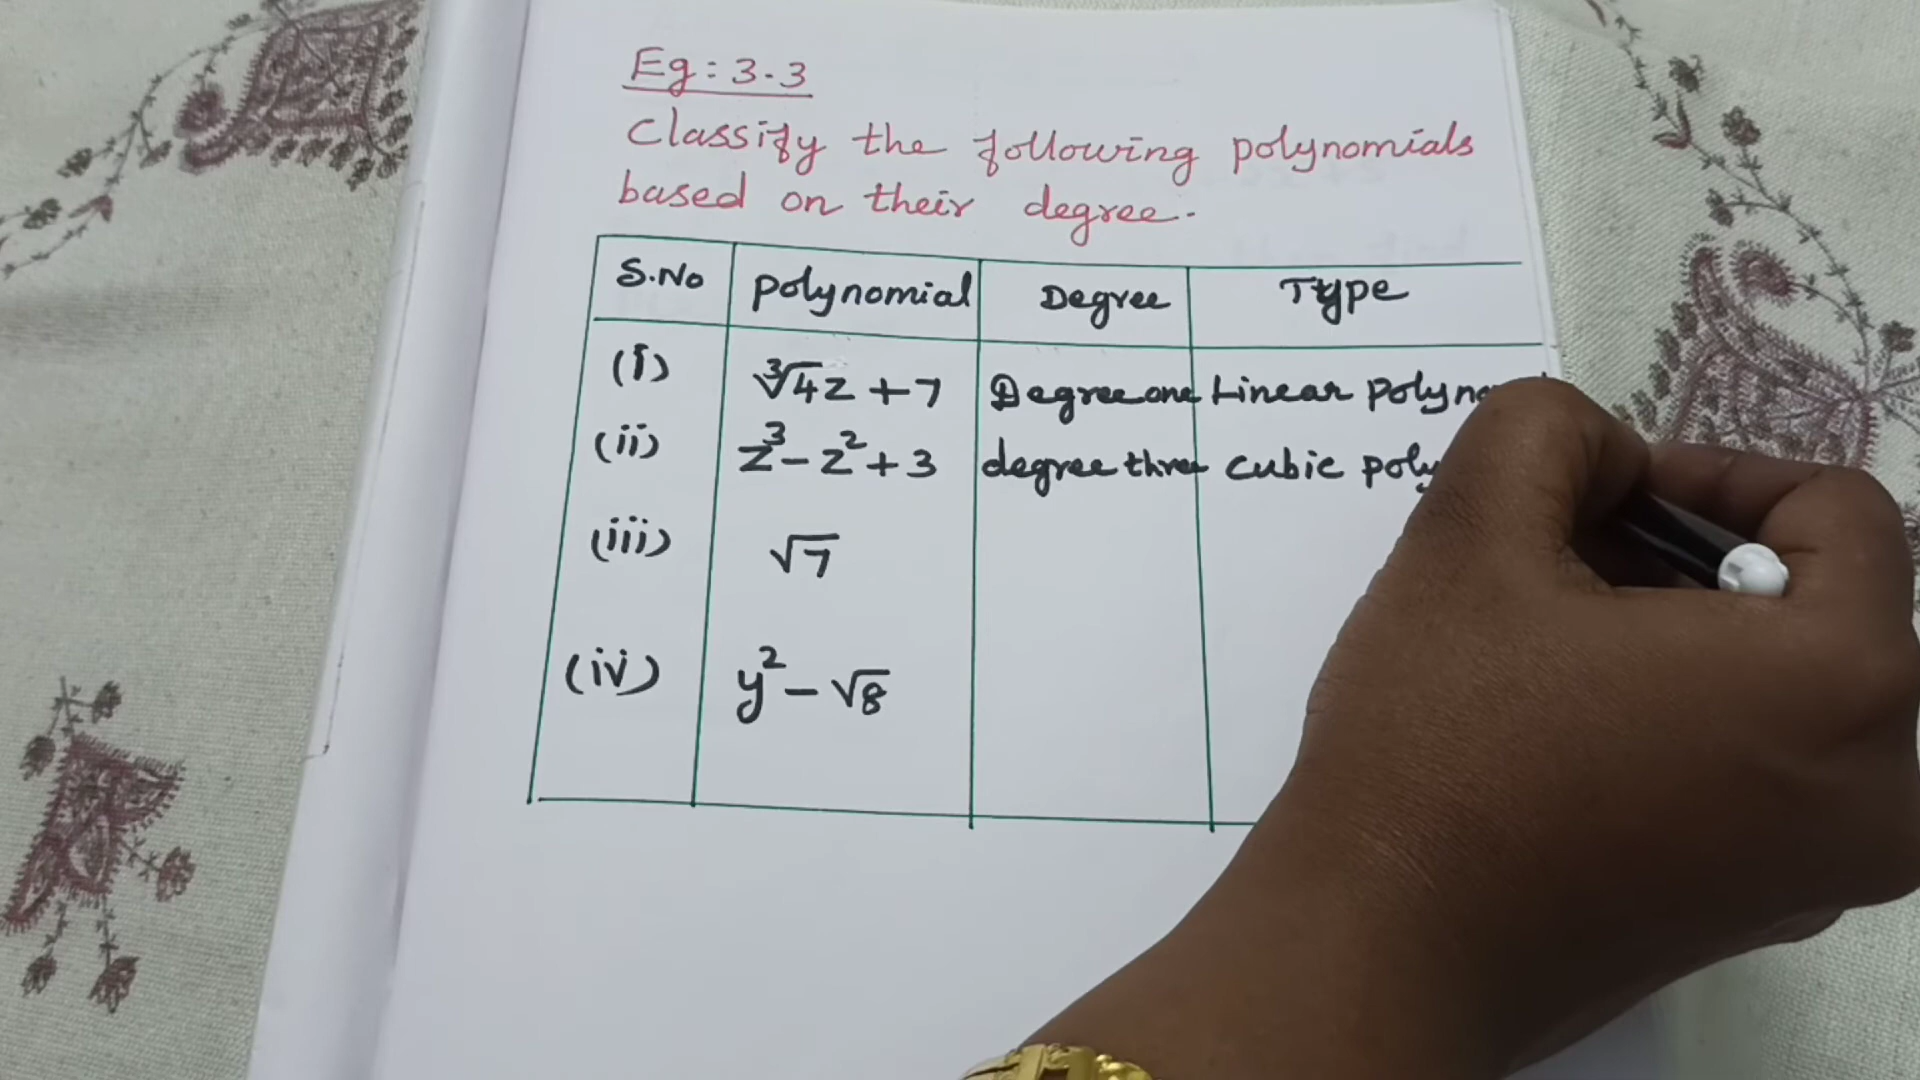 Eg: 3.3
Classify the following polynomials
based on their degree.
S.No polynomial Degree Type
(i) ∛4z + 7 Degree one Linear
(ii) z³ - z² + 3 degree three cubic
(iii) √7
(iv) y² - √8